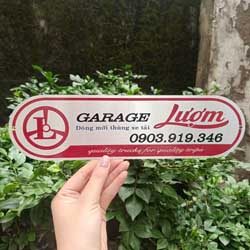 GARAGE Lượm
Đóng mới thùng xe tải
0903.919.346
quality trucks for quality trips